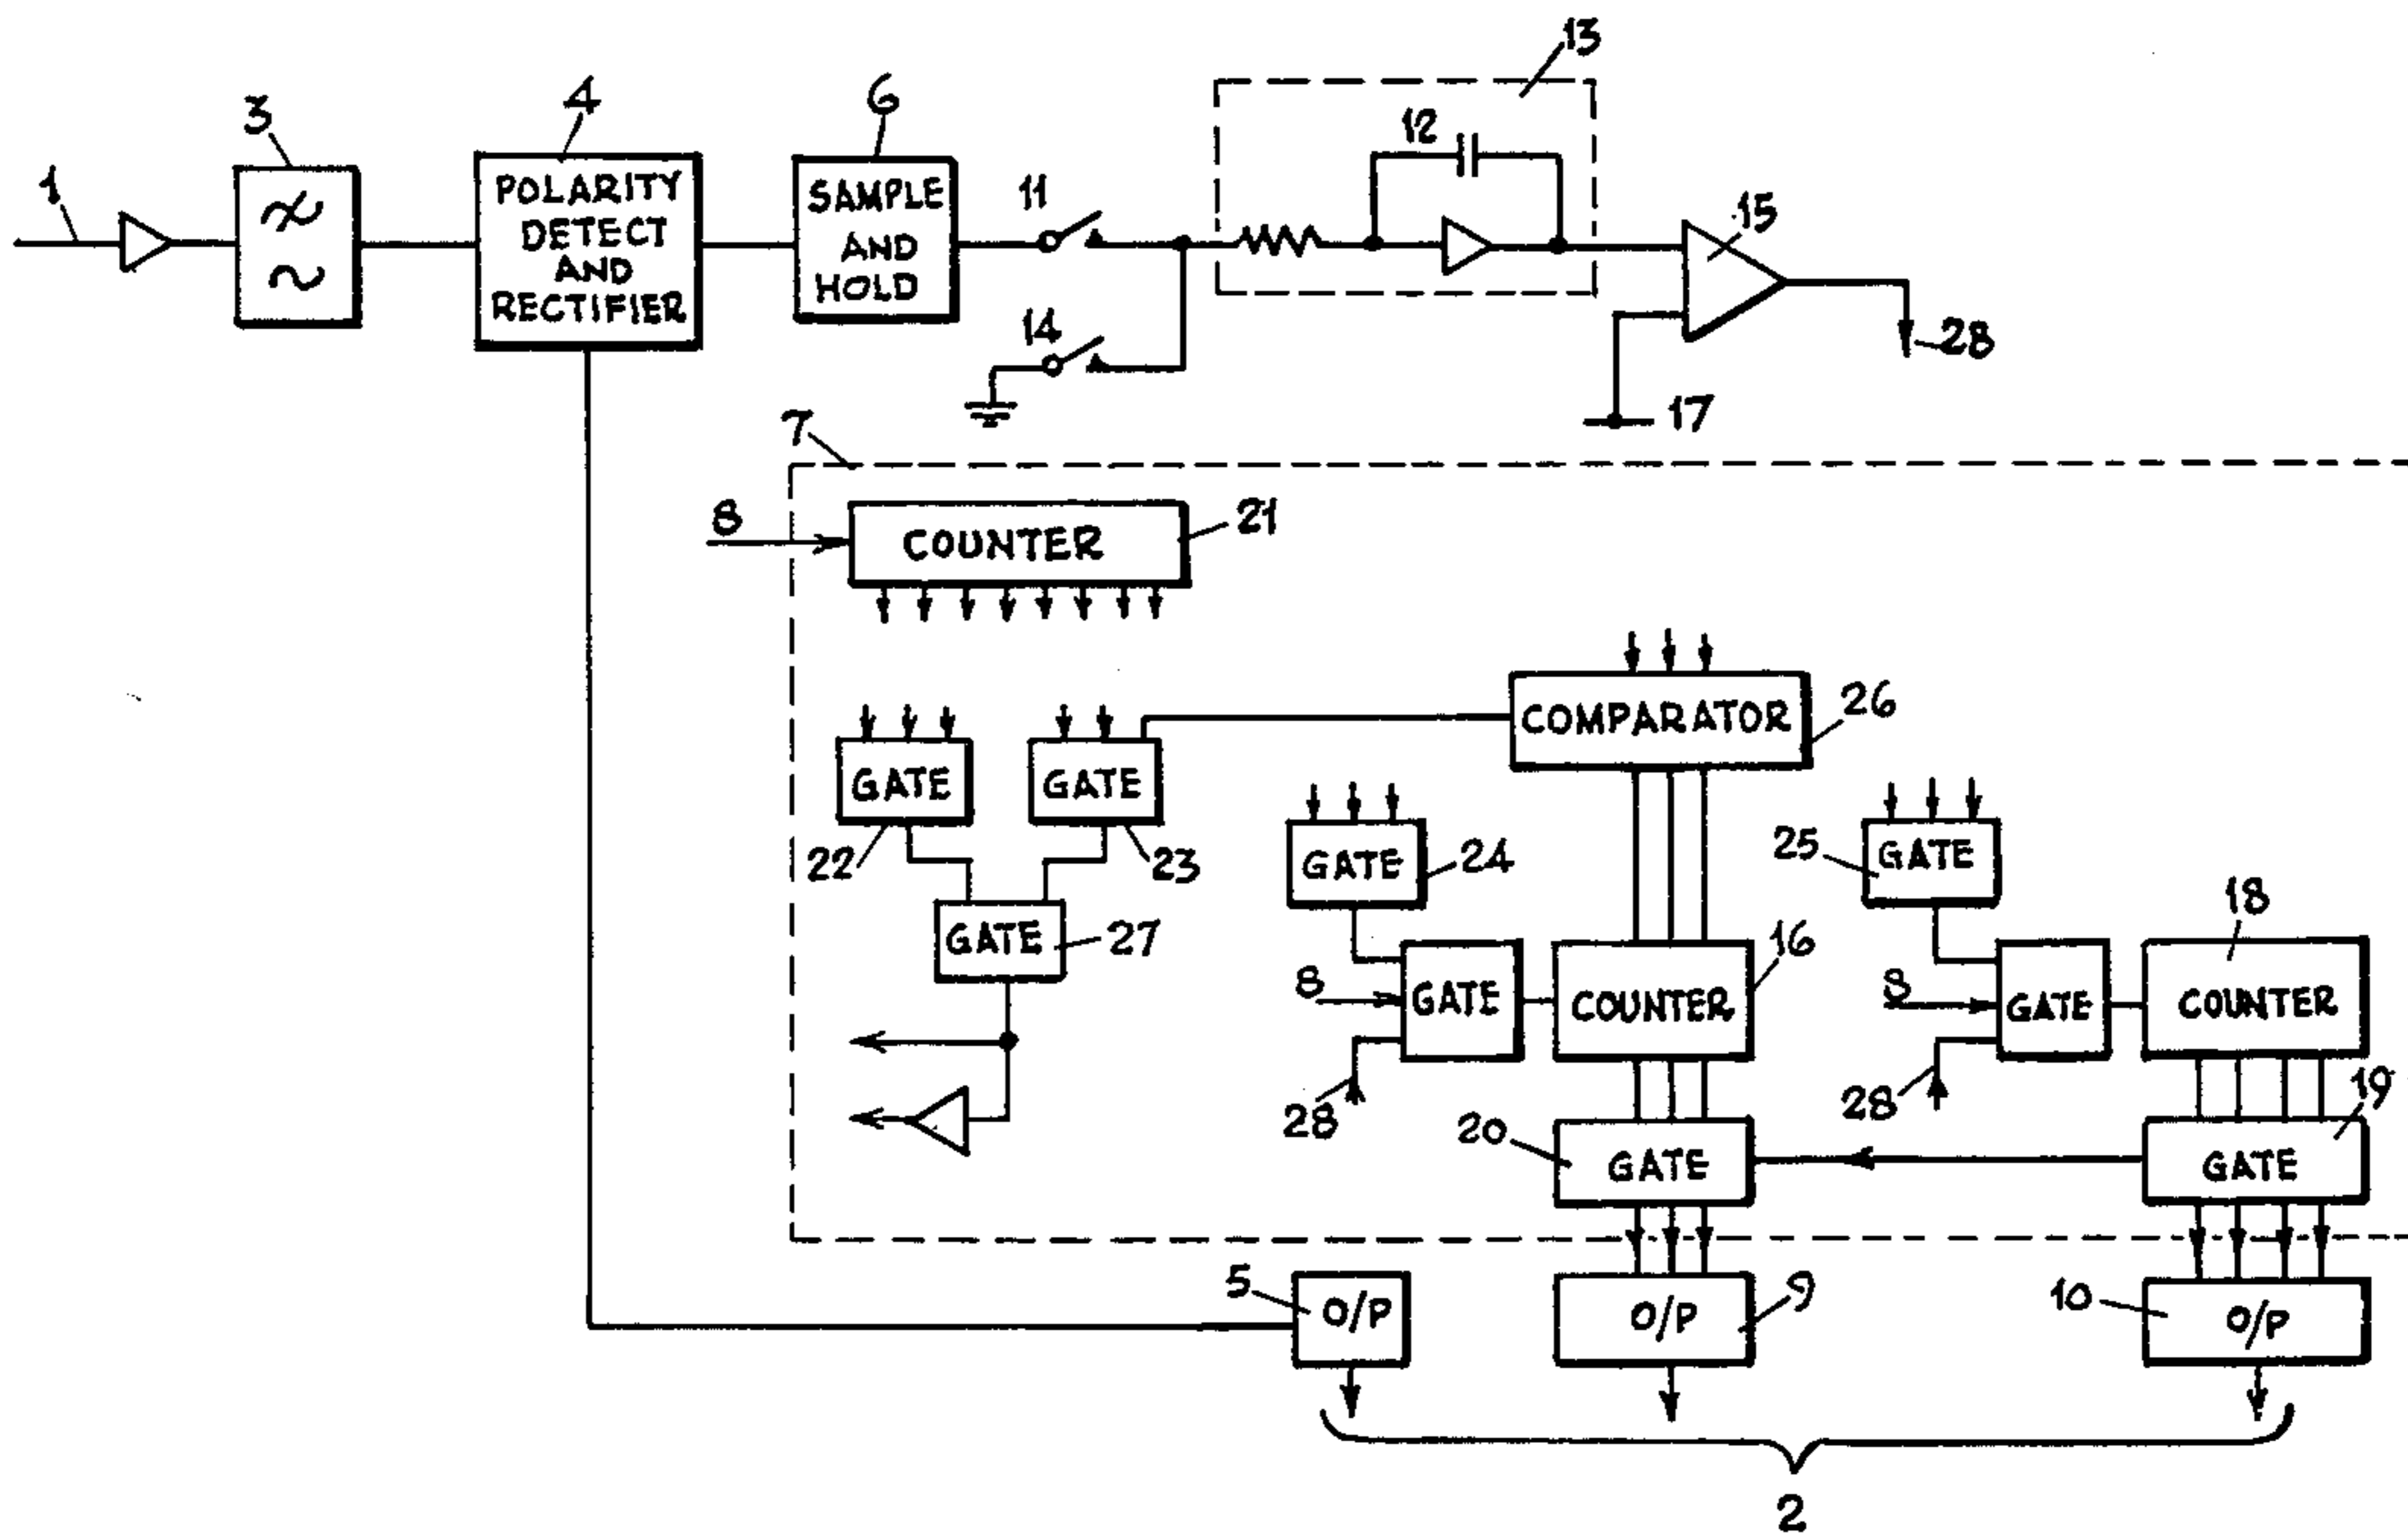 13
4
6
3
12
1
POLARITY
DETECT
AND
RECTIFIER
SAMPLE
AND
HOLD
11
15
14
28
17
7
8
COUNTER
21
COMPARATOR
26
GATE
GATE
22
23
GATE
24
25
GATE
18
GATE
27
16
8
GATE
COUNTER
8
GATE
COUNTER
28
28
19
20
GATE
GATE
5
O/P
O/P
9
10
O/P
2